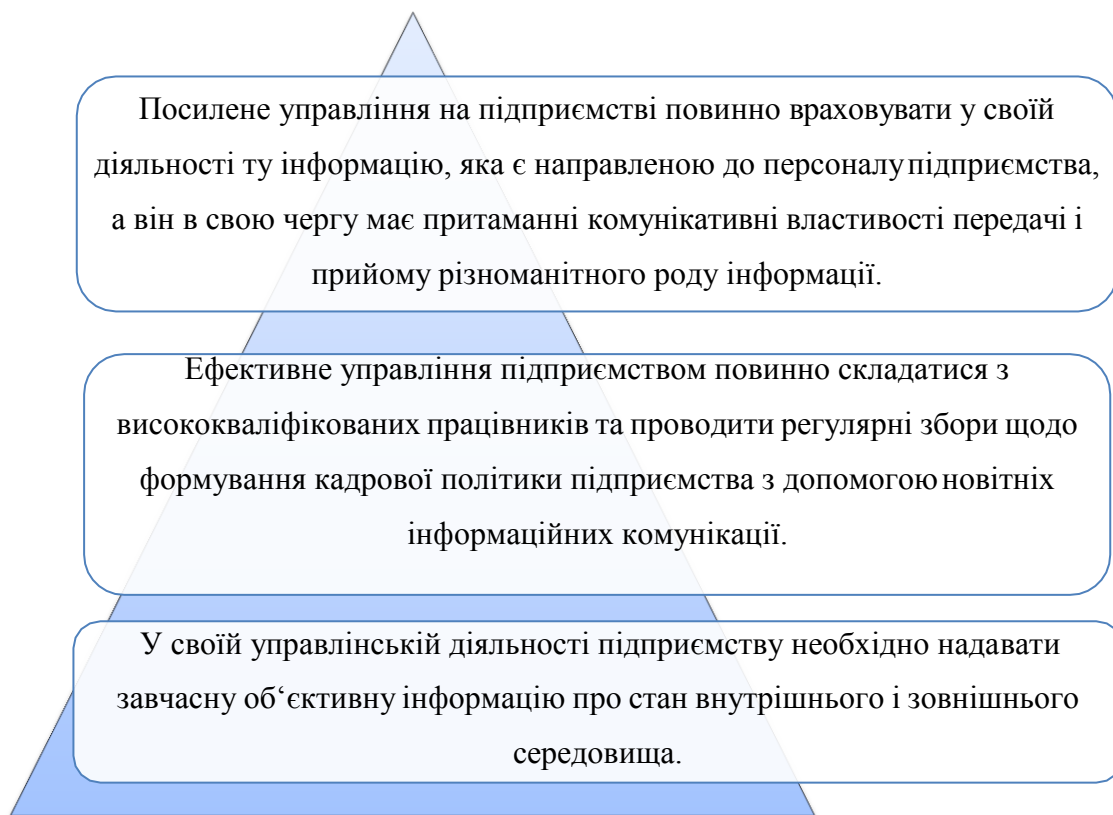 Посилене управління на підприємстві повинно враховувати у своїй
діяльності ту інформацію, яка є направленою до персоналу підприємства,
а він в свою чергу має притаманні комунікативні властивості передачі і
прийому різноманітного роду інформації.
Ефективне управління підприємством повинно складатися з
висококваліфікованих працівників та проводити регулярні збори щодо
формування кадрової політики підприємства з допомогою новітніх
інформаційних комунікації.
У своїй управлінській діяльності підприємству необхідно надавати
завчасну об‘єктивну інформацію про стан внутрішнього і зовнішнього
середовища.